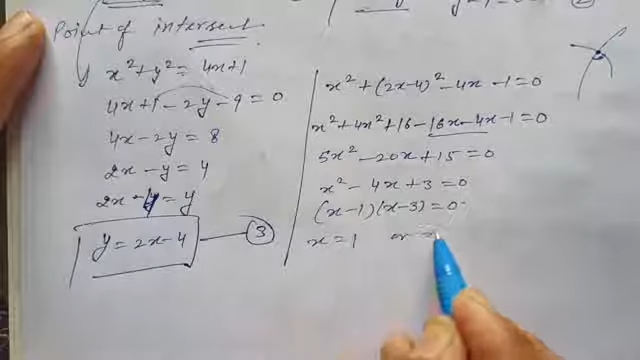 Point of intersect
x² + y² = 4x+1
4x+1 - 2y - 9 = 0
4x - 2y = 8
2x - y = 4
2x - 4 = y
y = 2x - 4 — ③
x² + (2x-4)² - 4x - 1 = 0
x² + 4x² + 16 - 16x - 4x - 1 = 0
5x² - 20x + 15 = 0
x² - 4x + 3 = 0
(x-1)(x-3) = 0
x = 1 or